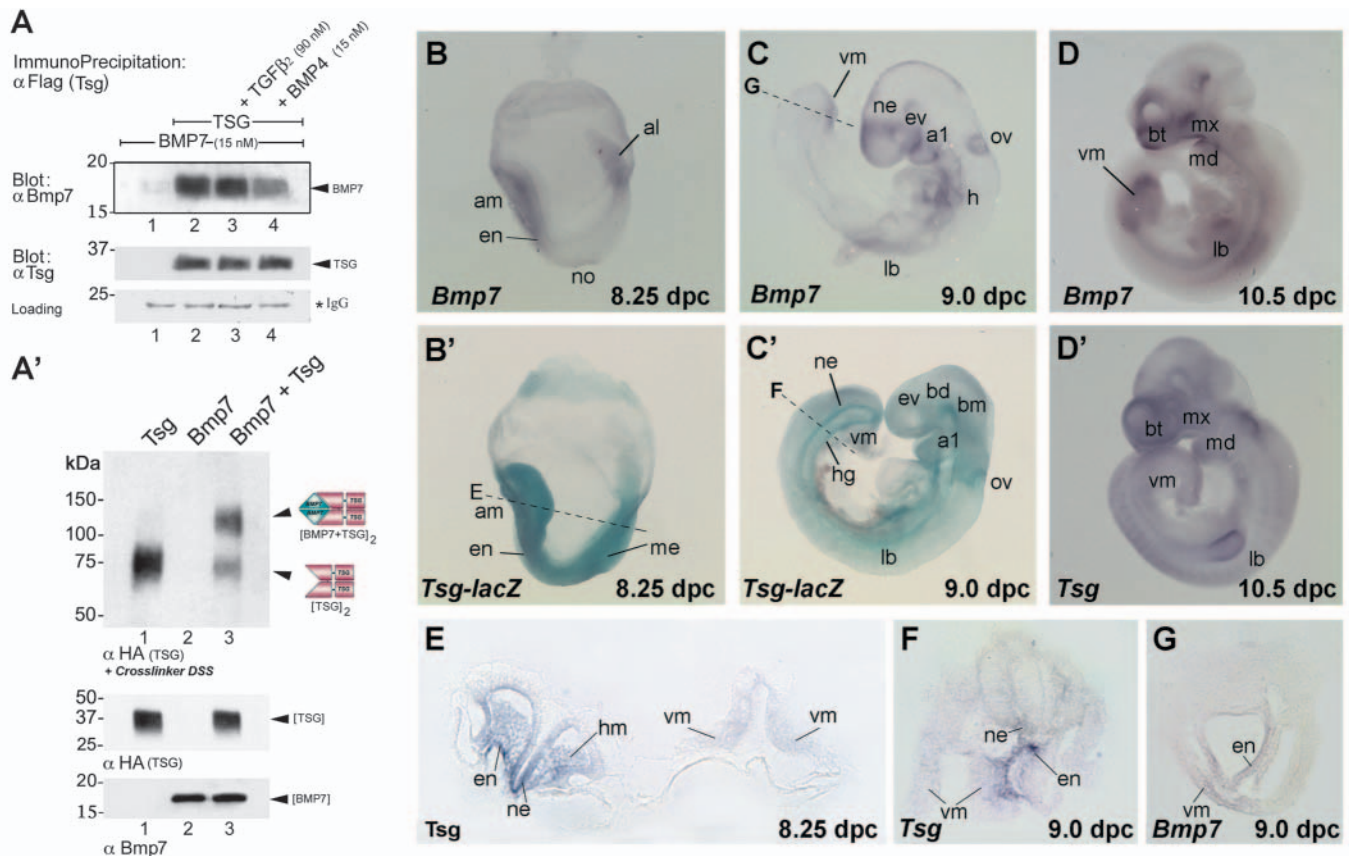 A
ImmunoPrecipitation:
α Flag (Tsg)
+ TGFβ2 (90 nM)
+ BMP4 (15 nM)
TSG
BMP7 (15 nM)
20
15
Blot:
α Bmp7
BMP7
1 2 3 4
37
Blot:
α Tsg
TSG
25
Loading
* IgG
1 2 3 4
A'
Tsg
Bmp7
Bmp7 + Tsg
kDa
150
100
75
50
BMP7
TSG
TSG
[BMP7+TSG]2
TSG
TSG
[TSG]2
1 2 3
α HA (TSG)
+ Crosslinker DSS
50
37
25
[TSG]
α HA (TSG)
20
15
[BMP7]
1 2 3
α Bmp7
B
al
am
en
no
Bmp7 8.25 dpc
C
vm
G
ne
ev
a1
ov
h
lb
Bmp7 9.0 dpc
D
bt
mx
md
vm
lb
Bmp7 10.5 dpc
B'
E
am
en
me
Tsg-lacZ 8.25 dpc
C'
ne
F
ev
bd
bm
vm
a1
hg
ov
lb
Tsg-lacZ 9.0 dpc
D'
bt
mx
md
vm
lb
Tsg 10.5 dpc
E
hm
vm
vm
en
ne
Tsg 8.25 dpc
F
ne
en
vm
Tsg 9.0 dpc
G
en
vm
Bmp7 9.0 dpc